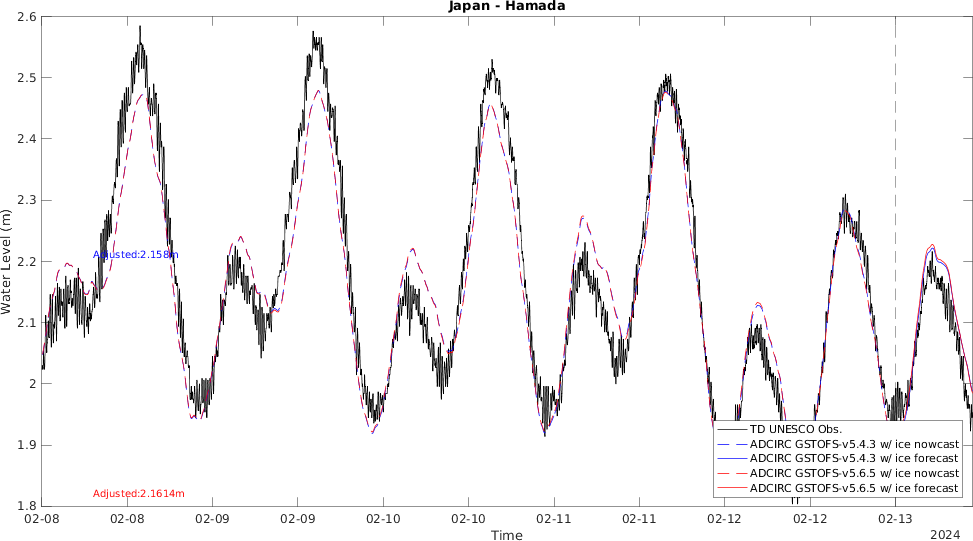 Japan - Hamada
2.6
2.5
2.4
2.3
2.2
2.1
2
1.9
1.8
Water Level (m)
Adjusted:2.158m
Adjusted:2.1614m
TD UNESCO Obs.
ADCIRC GSTOFS-v5.4.3 w/ ice nowcast
ADCIRC GSTOFS-v5.4.3 w/ ice forecast
ADCIRC GSTOFS-v5.6.5 w/ ice nowcast
ADCIRC GSTOFS-v5.6.5 w/ ice forecast
02-08 02-08 02-09 02-09 02-10 02-10 02-11 02-11 02-12 02-12 02-13
Time
2024